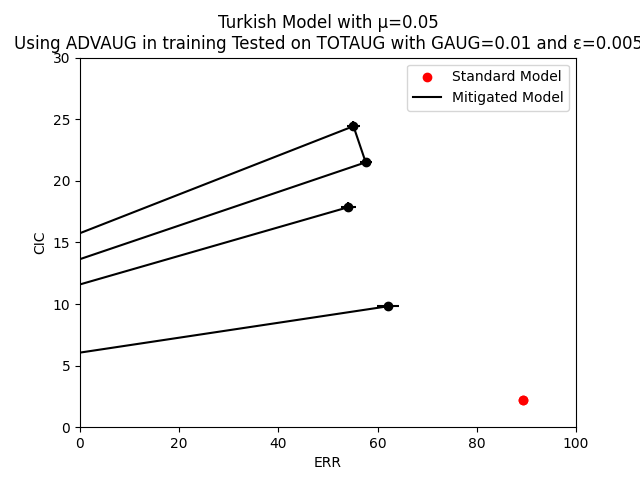 Turkish Model with μ=0.05
Using ADVAUG in training Tested on TOTAUG with GAUG=0.01 and ε=0.005
30
25
20
15
10
5
0
CIC
Standard Model
Mitigated Model
0 20 40 60 80 100
ERR